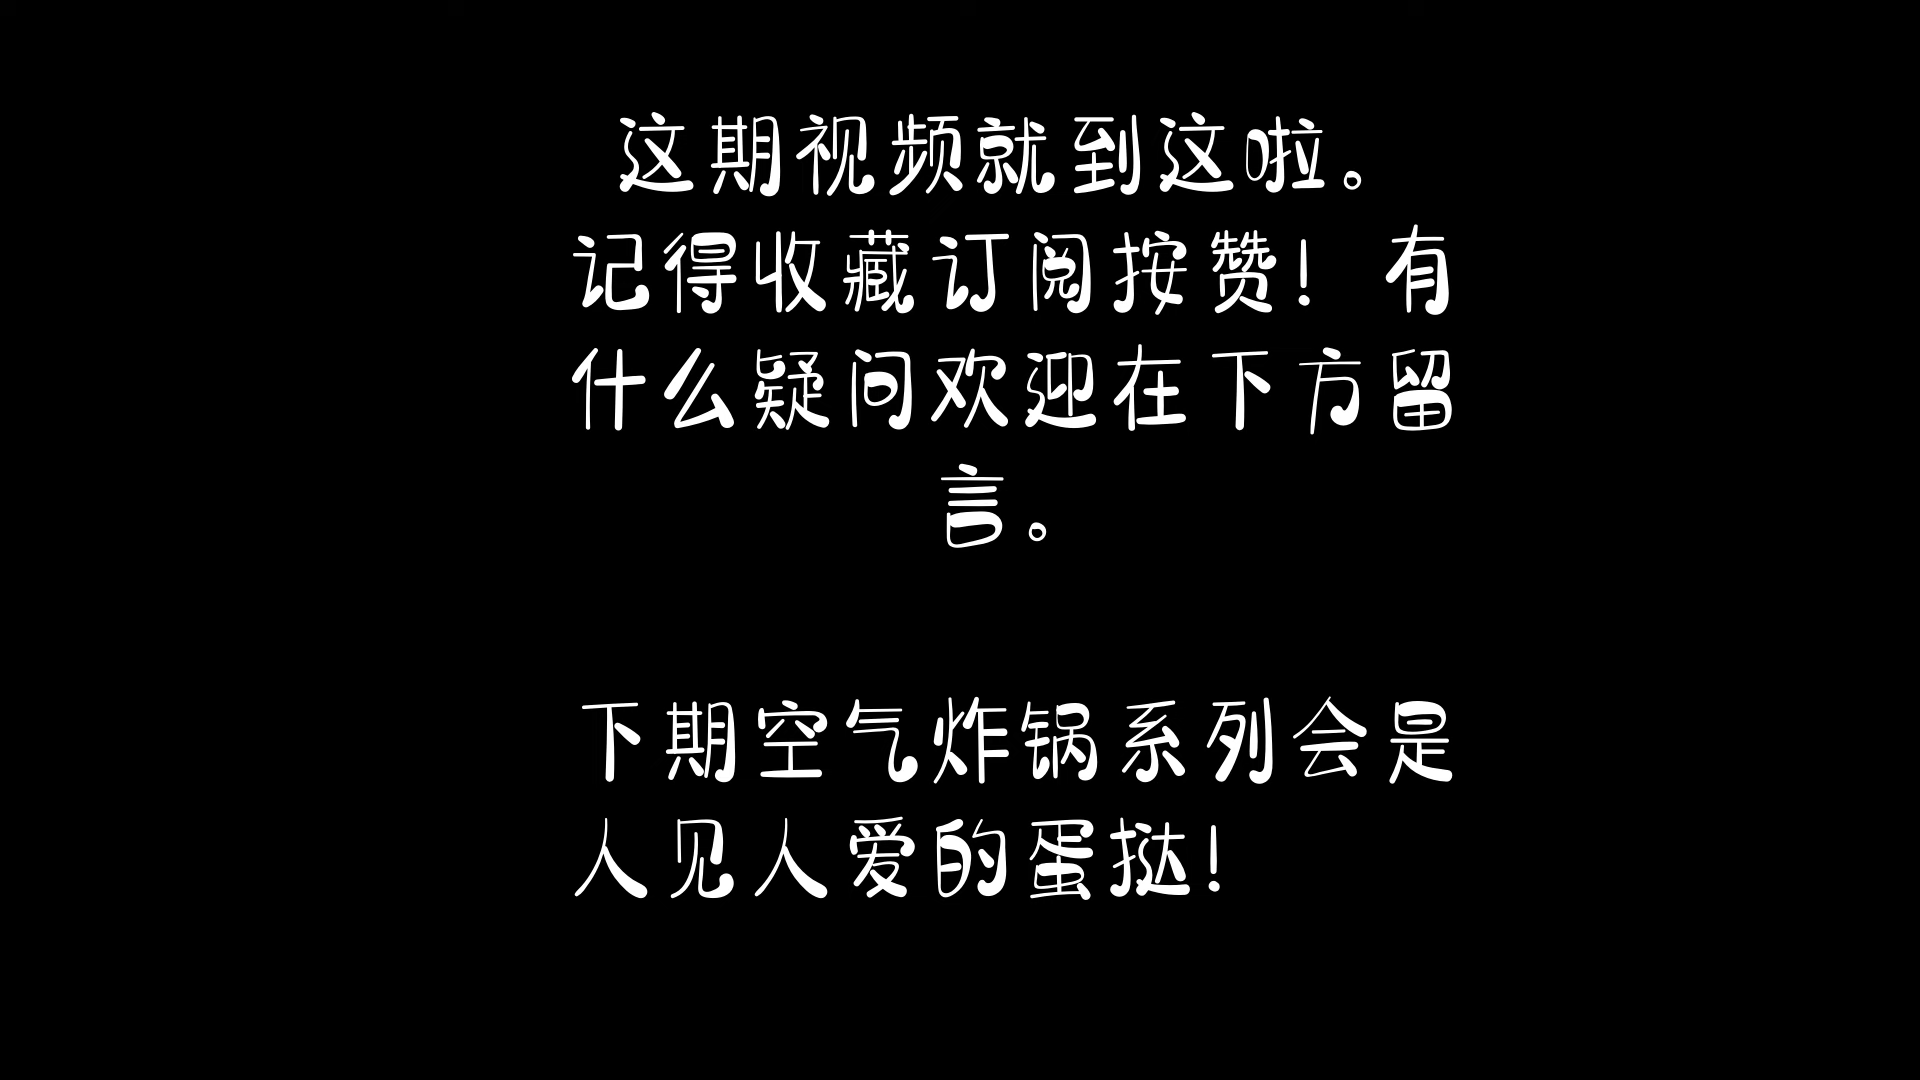 这期视频就到这啦。
记得收藏订阅按赞！有
什么疑问欢迎在下方留
言。
下期空气炸锅系列会是
人见人爱的蛋挞！